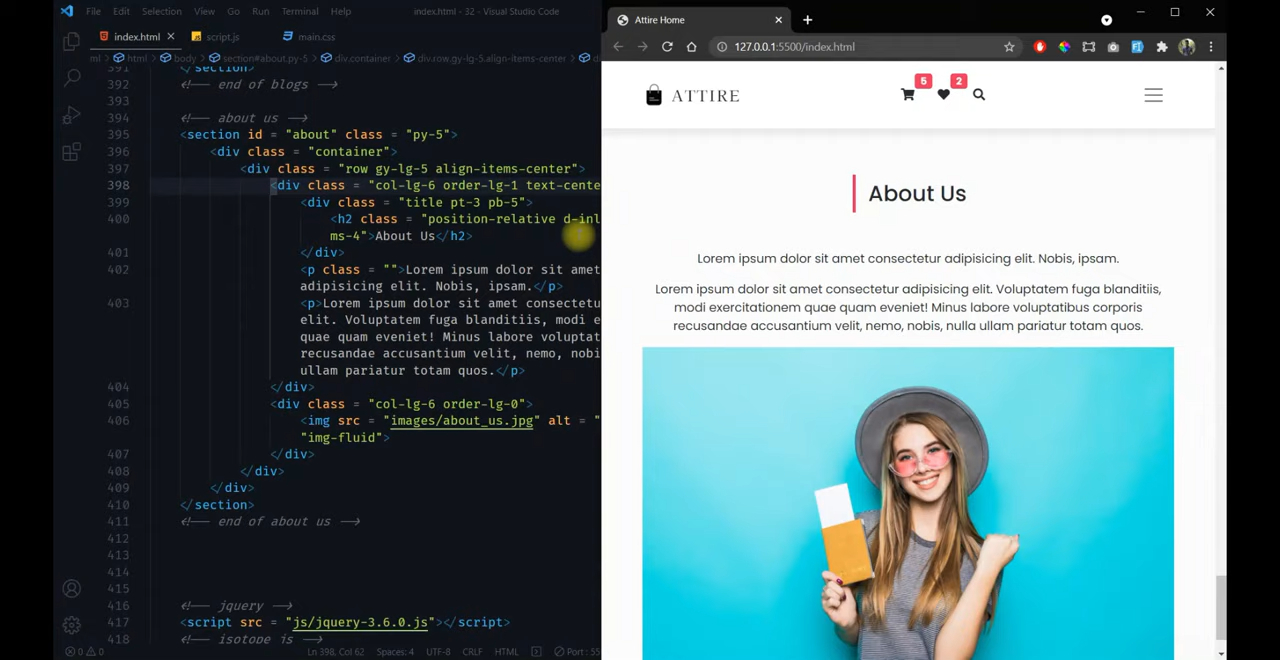 File Edit Selection View Go Run Terminal Help index.html - 32 - Visual Studio Code
index.html script.js main.css
ml > html > body > section#about.py-5 > div.container > div.row.gy-lg-5.align-items-center >
391 </section>
392 <!-- end of blogs -->
393
394 <!-- about us -->
395 <section id = "about" class = "py-5">
396 <div class = "container">
397 <div class = "row gy-lg-5 align-items-center">
398 <div class = "col-lg-6 order-lg-1 text-cente
399 <div class = "title pt-3 pb-5">
400 <h2 class = "position-relative d-inl
ms-4">About Us</h2>
401 </div>
402 <p class = "">Lorem ipsum dolor sit amet
adipisicing elit. Nobis, ipsam.</p>
403 <p>Lorem ipsum dolor sit amet consectetu
elit. Voluptatem fuga blanditiis, modi e
quae quam eveniet! Minus labore voluptat
recusandae accusantium velit, nemo, nobi
ullam pariatur totam quos.</p>
404 </div>
405 <div class = "col-lg-6 order-lg-0">
406 <img src = "images/about_us.jpg" alt = "
"img-fluid">
407 </div>
408 </div>
409 </div>
410 </section>
411 <!-- end of about us -->
412
413
414
415
416 <!-- jquery -->
417 <script src = "js/jquery-3.6.0.js"></script>
418 <!-- isotope js -->
0 0 Ln 398, Col 62 Spaces: 4 UTF-8 CRLF HTML Port : 55
Attire Home
127.0.0.1:5500/index.html
ATTIRE 5 2
About Us
Lorem ipsum dolor sit amet consectetur adipisicing elit. Nobis, ipsam.
Lorem ipsum dolor sit amet consectetur adipisicing elit. Voluptatem fuga blanditiis,
modi exercitationem quae quam eveniet! Minus labore voluptatibus corporis
recusandae accusantium velit, nemo, nobis, nulla ullam pariatur totam quos.